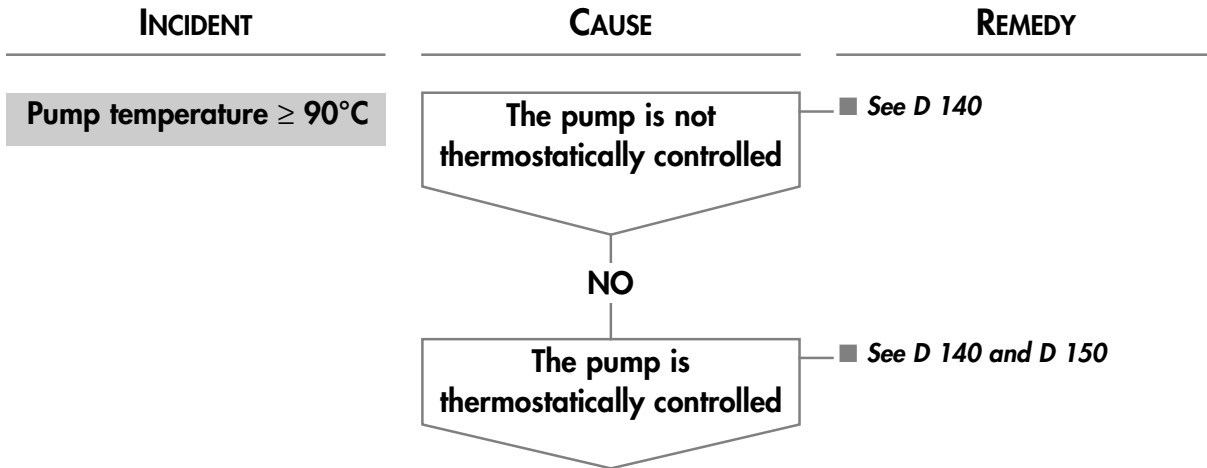 INCIDENT
CAUSE
REMEDY
Pump temperature ≥ 90°C
The pump is not
thermostatically controlled
■ See D 140
NO
The pump is
thermostatically controlled
■ See D 140 and D 150